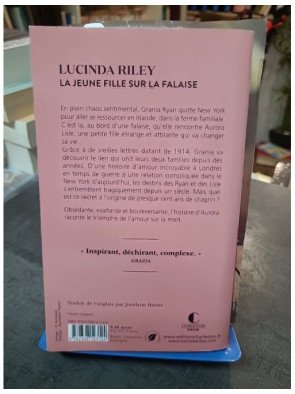 LUCINDA RILEY
LA JEUNE FILLE SUR LA FALAISE
En plein chaos sentimental, Grania Ryan quitte New York
pour aller se ressourcer en Irlande, dans la ferme familiale.
C'est là, au bord d'une falaise, qu'elle rencontre Aurora
Lisle, une petite fille étrange et attirante qui va changer
sa vie...
Grâce à de vieilles lettres datant de 1914, Grania va
découvrir le lien qui unit leurs deux familles depuis des
années. D'une histoire d'amour incroyable à Londres
en temps de guerre à une relation compliquée dans le
New York d'aujourd'hui, les destins des Ryan et des Lisle
s'entremêlent tragiquement depuis un siècle. Mais quel
est ce secret à l'origine de presque cent ans de chagrin ?
Obsédante, exaltante et bouleversante, l'histoire d'Aurora
raconte le triomphe de l'amour sur la mort.
« Inspirant, déchirant, complexe. »
GRAZIA
Traduit de l'anglais par Jocelyne Barsse
Texte intégral
CHARLESTON
POCHE